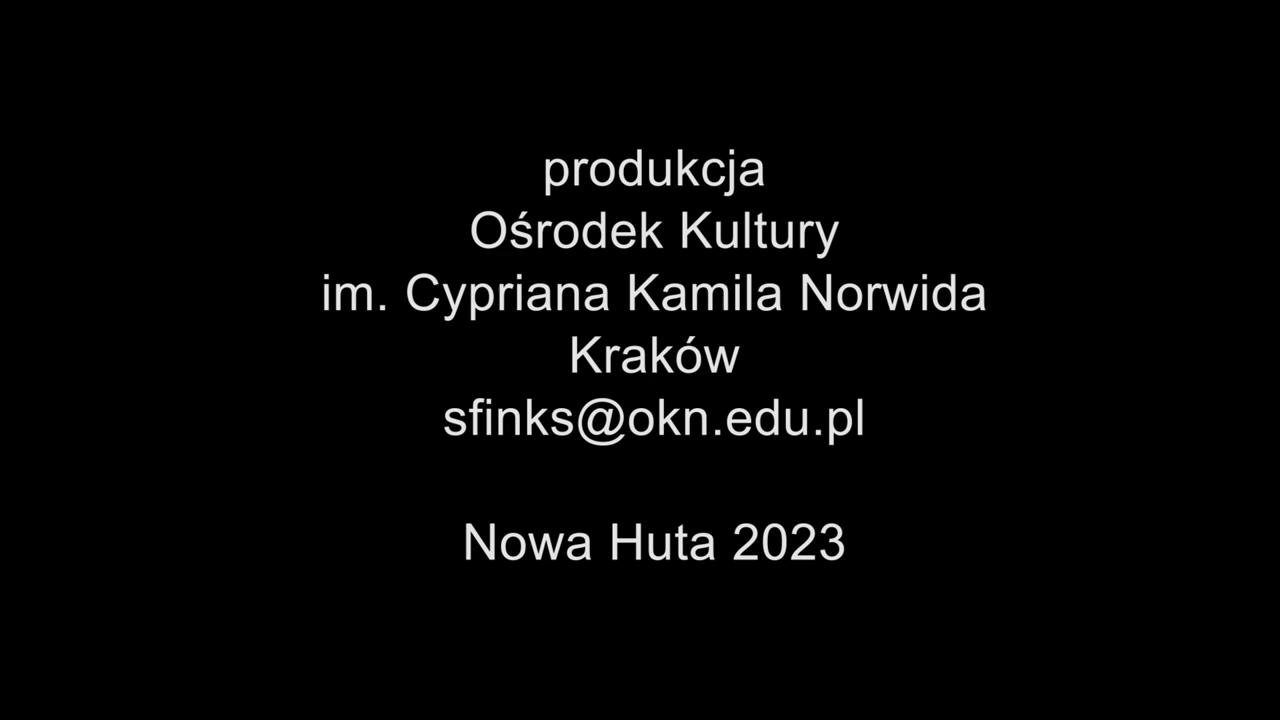 produkcja
Ośrodek Kultury
im. Cypriana Kamila Norwida
Kraków
sfinks@okn.edu.pl
Nowa Huta 2023